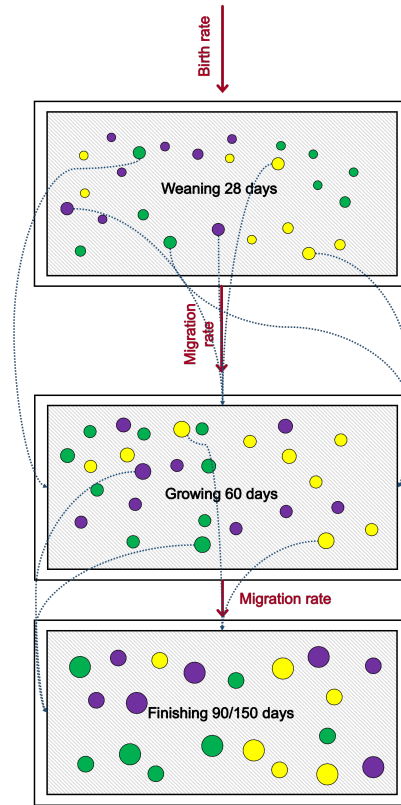 Birth rate
Weaning 28 days
Migration
rate
Growing 60 days
Migration rate
Finishing 90/150 days